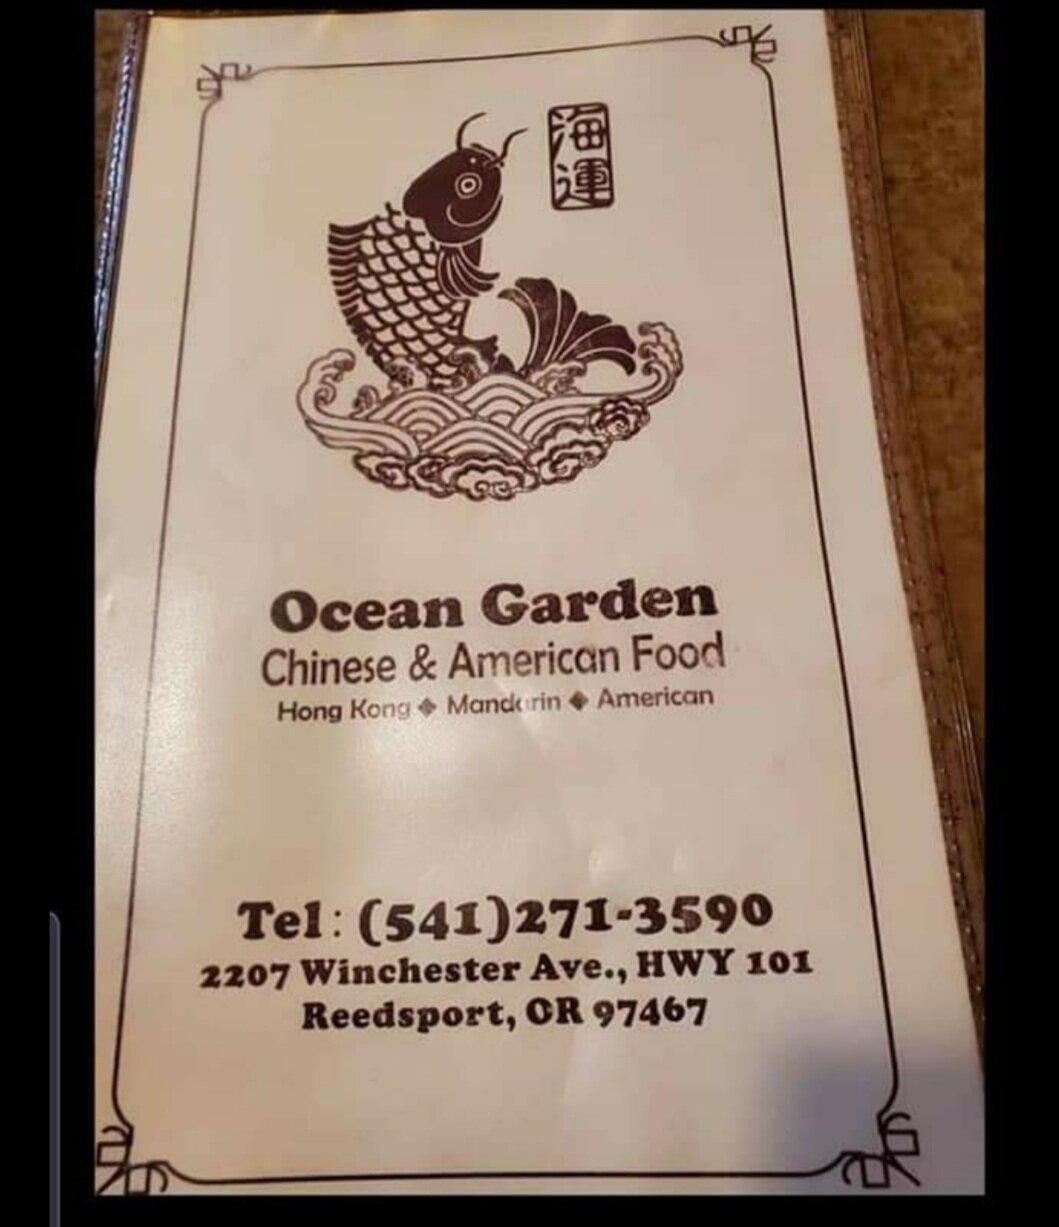 海運
Ocean Garden
Chinese & American Food
Hong Kong ◆ Mandarin ◆ American
Tel: (541)271-3590
2207 Winchester Ave., HWY 101
Reedsport, OR 97467